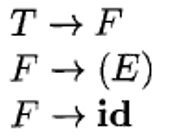 T → F
F → (E)
F → id